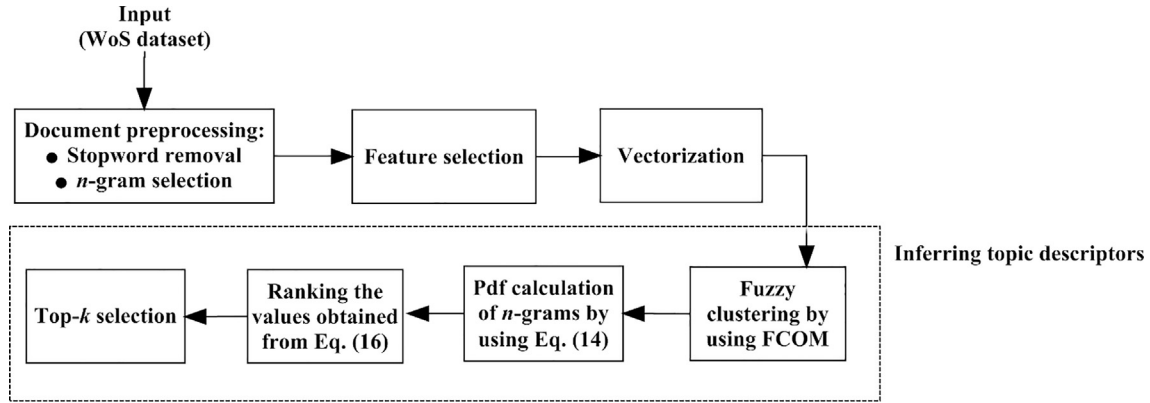 Input
(WoS dataset)
Document preprocessing:
● Stopword removal
● n-gram selection
Feature selection
Vectorization
Inferring topic descriptors
Fuzzy
clustering by
using FCOM
Pdf calculation
of n-grams by
using Eq. (14)
Ranking the
values obtained
from Eq. (16)
Top-k selection